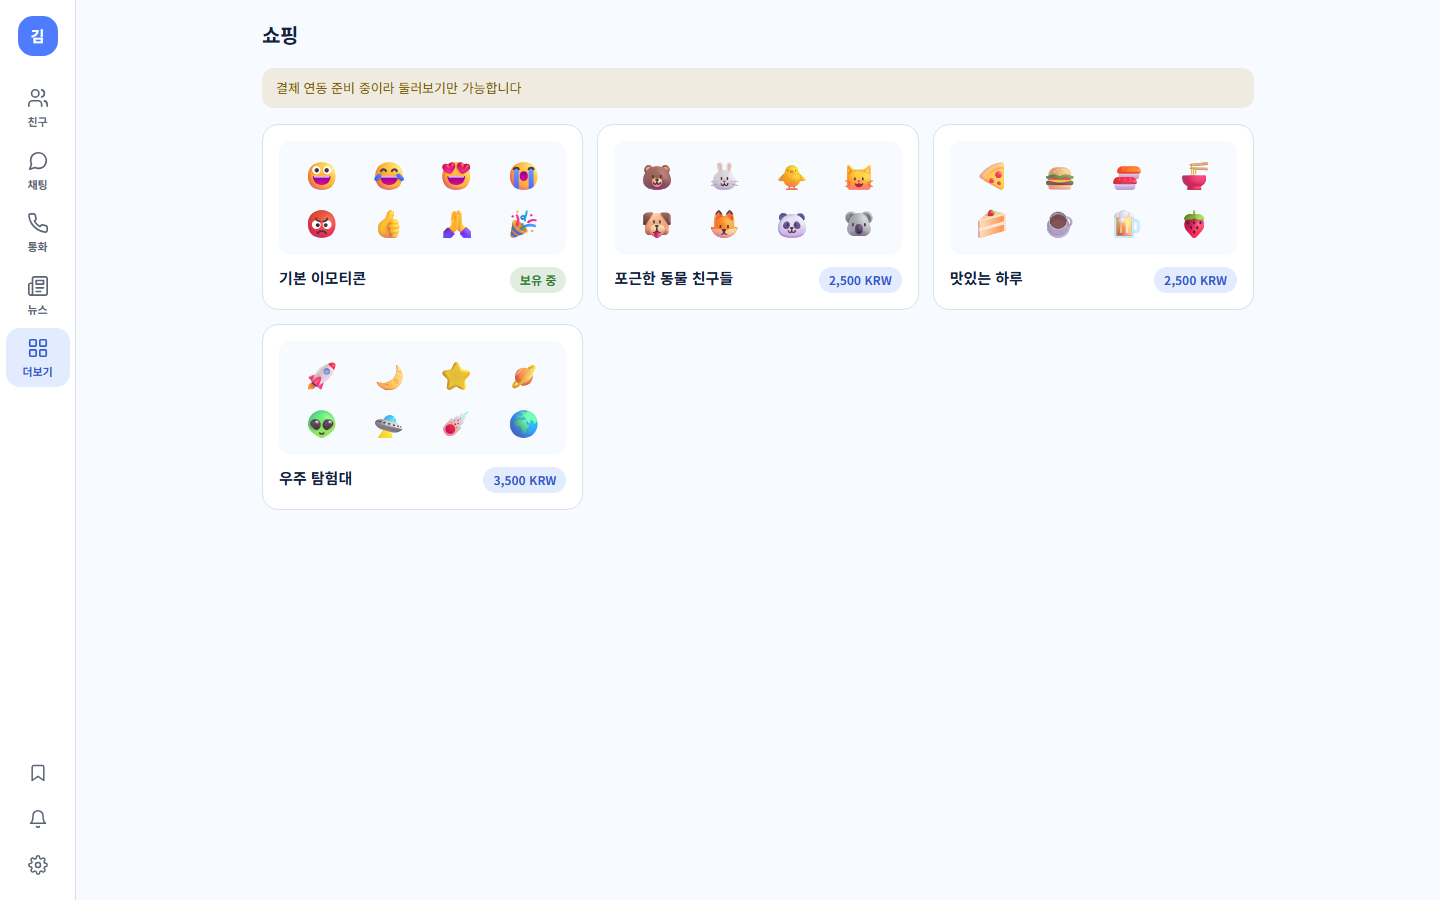 김
친구
채팅
통화
뉴스
더보기
쇼핑
결제 연동 준비 중이라 둘러보기만 가능합니다
기본 이모티콘
보유 중
포근한 동물 친구들
2,500 KRW
맛있는 하루
2,500 KRW
우주 탐험대
3,500 KRW